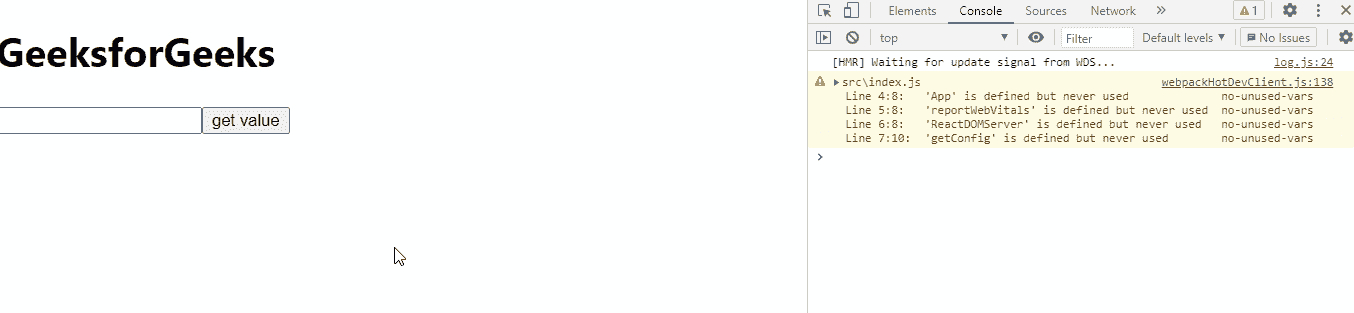 GeeksforGeeks
get value
Elements Console Sources Network » 1
top Filter Default levels No Issues
[HMR] Waiting for update signal from WDS... log.js:24
src\index.js webpackHotDevClient.js:138
Line 4:8: 'App' is defined but never used no-unused-vars
Line 5:8: 'reportWebVitals' is defined but never used no-unused-vars
Line 6:8: 'ReactDOMServer' is defined but never used no-unused-vars
Line 7:10: 'getConfig' is defined but never used no-unused-vars